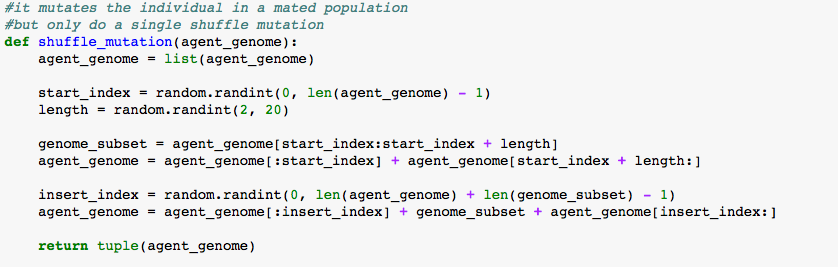 #it mutates the individual in a mated population
#but only do a single shuffle mutation
def shuffle_mutation(agent_genome):
    agent_genome = list(agent_genome)

    start_index = random.randint(0, len(agent_genome) - 1)
    length = random.randint(2, 20)

    genome_subset = agent_genome[start_index:start_index + length]
    agent_genome = agent_genome[:start_index] + agent_genome[start_index + length:]

    insert_index = random.randint(0, len(agent_genome) + len(genome_subset) - 1)
    agent_genome = agent_genome[:insert_index] + genome_subset + agent_genome[insert_index:]

    return tuple(agent_genome)